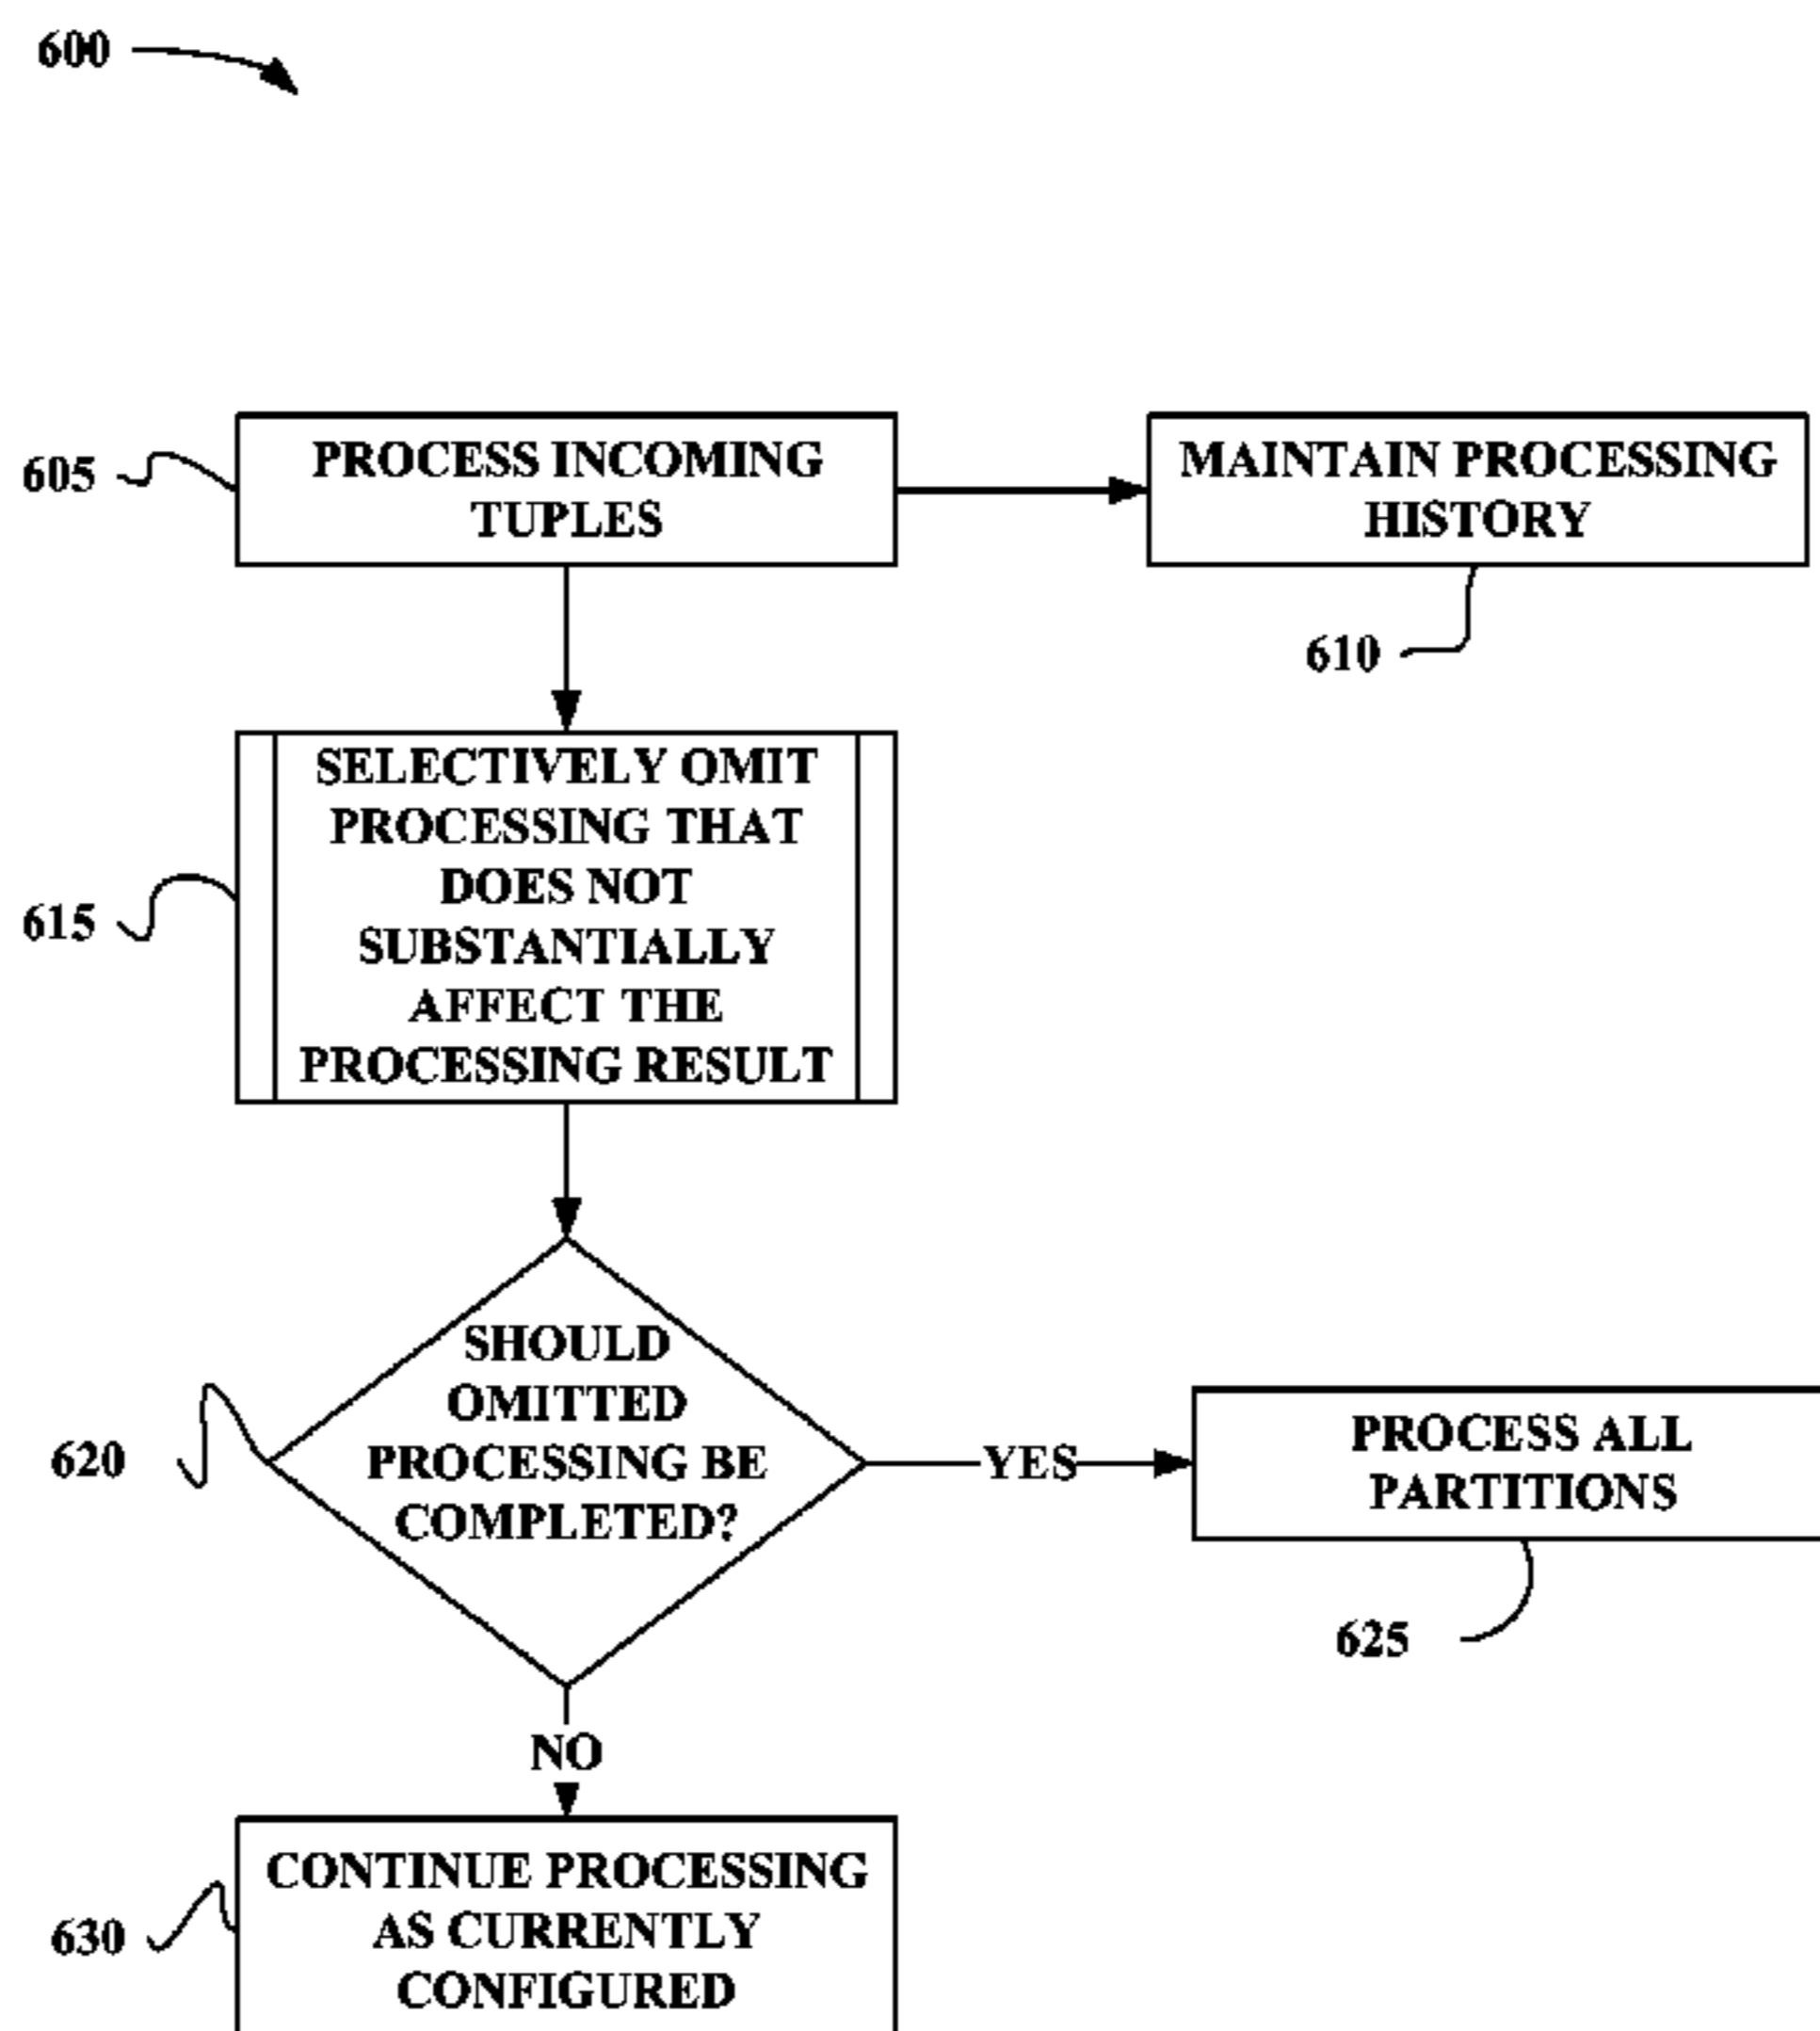 600
605
PROCESS INCOMING
TUPLES
MAINTAIN PROCESSING
HISTORY
610
615
SELECTIVELY OMIT
PROCESSING THAT
DOES NOT
SUBSTANTIALLY
AFFECT THE
PROCESSING RESULT
620
SHOULD
OMITTED
PROCESSING BE
COMPLETED?
YES
PROCESS ALL
PARTITIONS
625
NO
630
CONTINUE PROCESSING
AS CURRENTLY
CONFIGURED